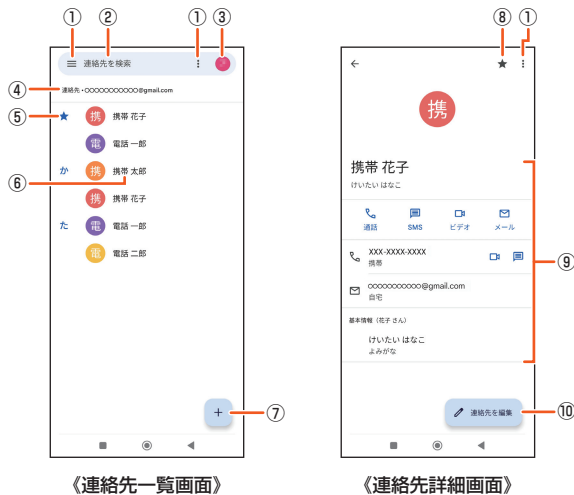 ① ② ① ③
連絡先を検索
④ 連絡先・○○○○○○○○○○○@gmail.com
⑤ ★ 携 携帯 花子
電 電話 一郎
か 携 携帯 太郎
⑥
携 携帯 花子
た 電 電話 一郎
電 電話 二郎
+ ⑦
《連絡先一覧画面》
⑧ ①
携
携帯 花子
けいたい はなこ
通話 SMS ビデオ メール
XXX-XXXX-XXXX
携帯
⑨
○○○○○○○○○○@gmail.com
自宅
基本情報(花子 さん)
けいたい はなこ
よみがな
連絡先を編集 ⑩
《連絡先詳細画面》